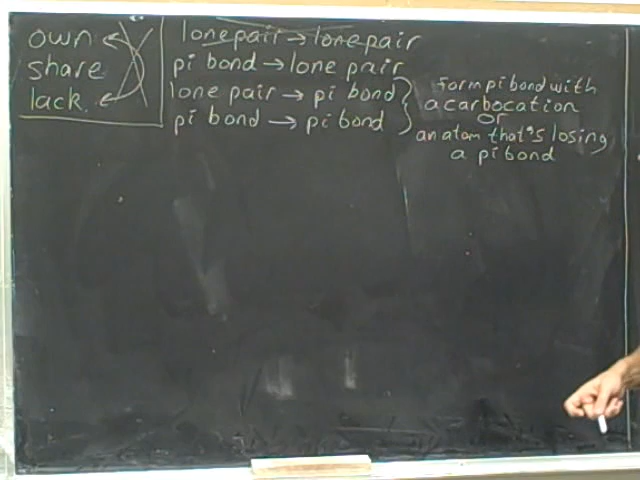 own
share
lack
lone pair → lone pair
pi bond → lone pair
lone pair → pi bond
pi bond → pi bond
form pi bond with
a carbocation
or
an atom that's losing
a pi bond